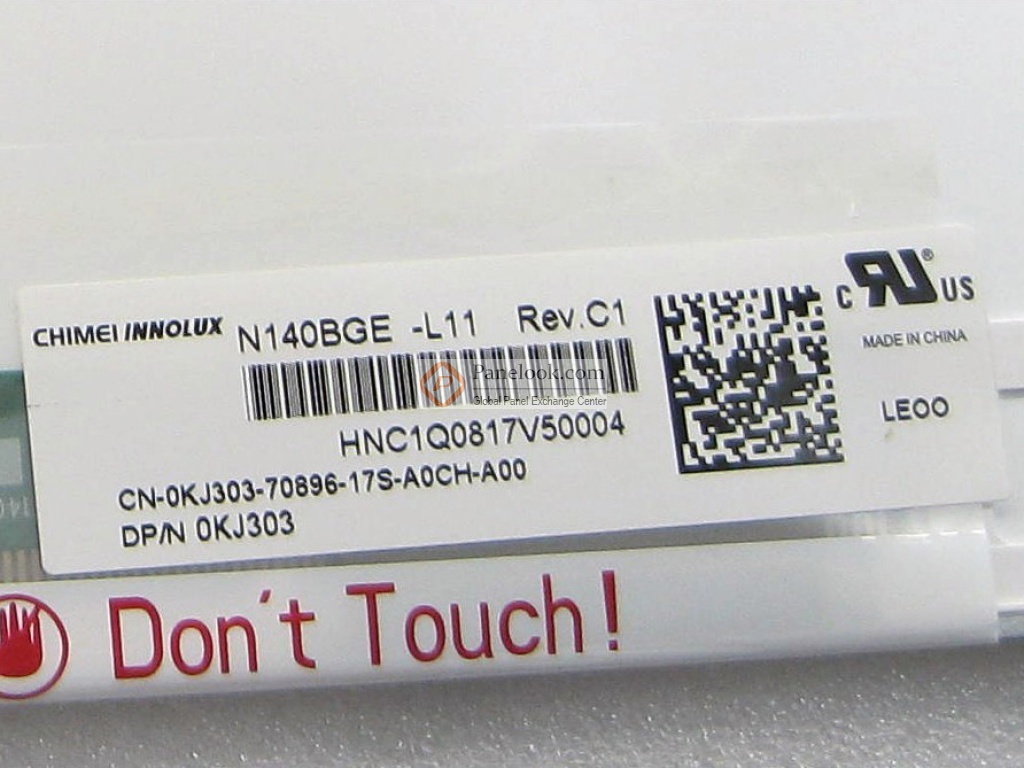 CHIMEI INNOLUX N140BGE -L11 Rev.C1
Panelook.com
Global Panel Exchange Center
HNC1Q0817V50004
CN-0KJ303-70896-17S-A0CH-A00
DP/N 0KJ303
C RU ® US
MADE IN CHINA
LEOO
Don't Touch!